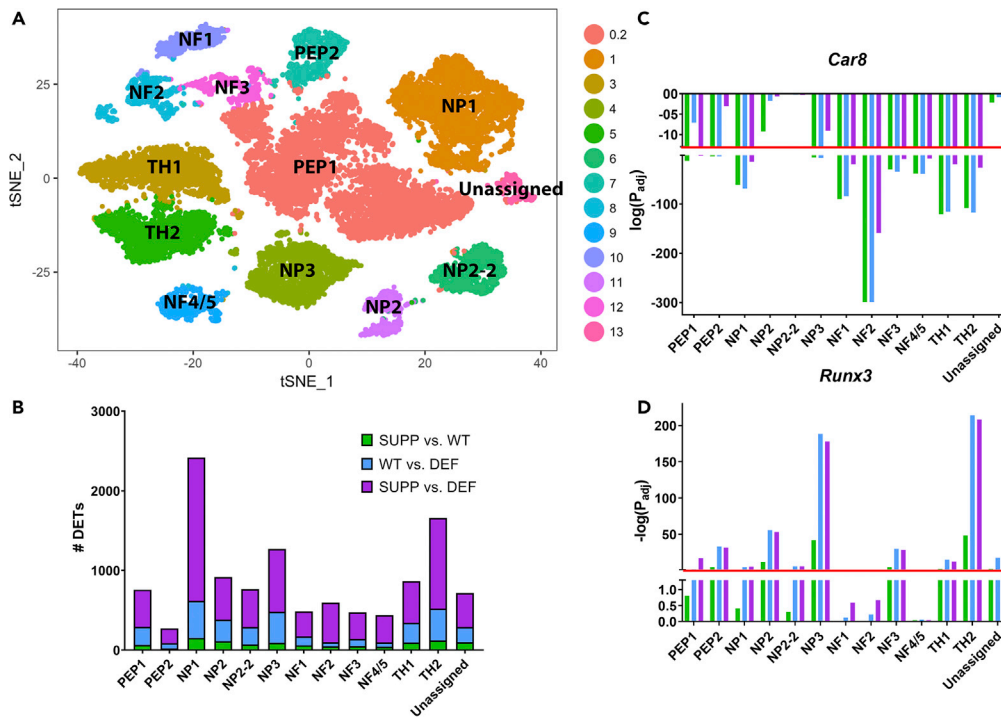 A
NF1
PEP2
NF2
NF3
NP1
TH1
PEP1
Unassigned
TH2
NP3
NP2-2
NF4/5
NP2
25
0
-25
tSNE_2
-40
-20
0
20
40
tSNE_1
0.2
1
3
4
5
6
7
8
9
10
11
12
13
B
3000
2000
1000
0
# DETs
SUPP vs. WT
WT vs. DEF
SUPP vs. DEF
PEP1
PEP2
NP1
NP2
NP2-2
NP3
NF1
NF2
NF3
NF4/5
TH1
TH2
Unassigned
C
Car8
00
-05
-10
-100
-200
-300
log(Padj)
PEP1
PEP2
NP1
NP2
NP2-2
NP3
NF1
NF2
NF3
NF4/5
TH1
TH2
Unassigned
Runx3
D
200
150
100
50
1.0
0.5
0.0
-log(Padj)
PEP1
PEP2
NP1
NP2
NP2-2
NP3
NF1
NF2
NF3
NF4/5
TH1
TH2
Unassigned